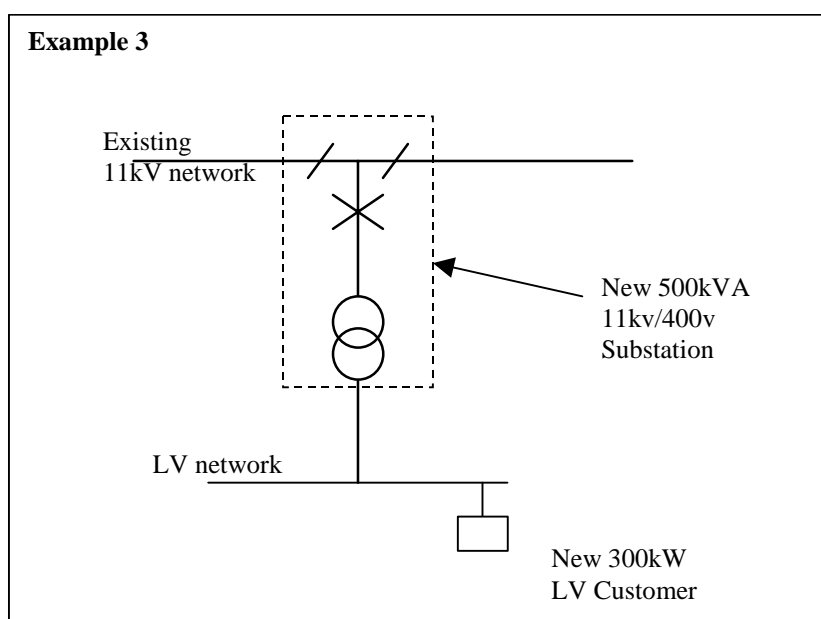 Example 3
Existing
11kV network
New 500kVA
11kv/400v
Substation
LV network
New 300kW
LV Customer